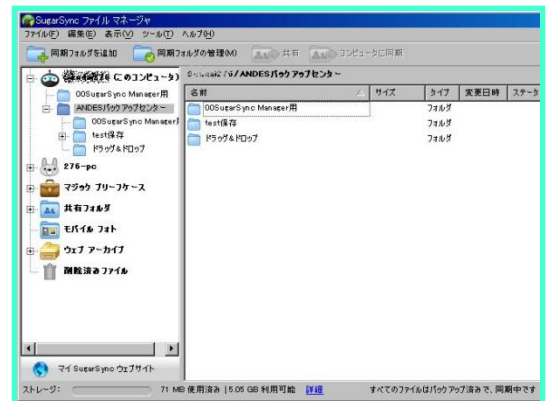 SugarSync ファイル マネージャ
ファイル(F) 編集(E) 表示(V) ツール(T) ヘルプ(H)
同期フォルダを追加 同期フォルダの管理(M) 共有 コンピュータに同期
(このコンピュータ)
/ANDESバックアップセンター
00SugarSync Manager用
ANDESバックアップセンター
00SugarSync Manager
test保存
ドラッグ&ドロップ
276-pc
マジック ブリーフケース
共有フォルダ
モバイル フォト
ウェブ アーカイブ
削除済みファイル
名前 サイズ タイプ 変更日時 ステータ
00SugarSync Manager用 フォルダ
test保存 フォルダ
ドラッグ&ドロップ フォルダ
マイ SugarSync ウェブサイト
ストレージ: 71 MB 使用済み | 5.05 GB 利用可能 詳細 すべてのファイルはバックアップ済みで、同期中です